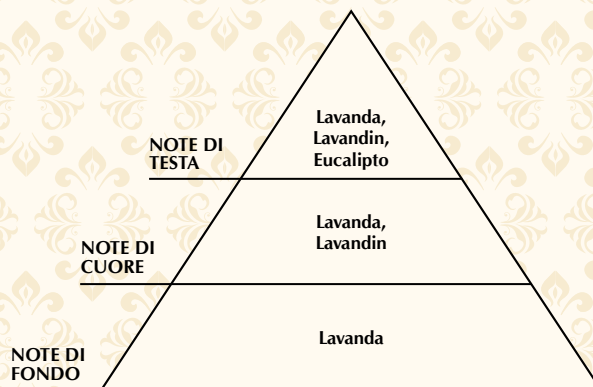 Lavanda,
Lavandin,
Eucalipto
NOTE DI
TESTA
Lavanda,
Lavandin
NOTE DI
CUORE
Lavanda
NOTE DI
FONDO